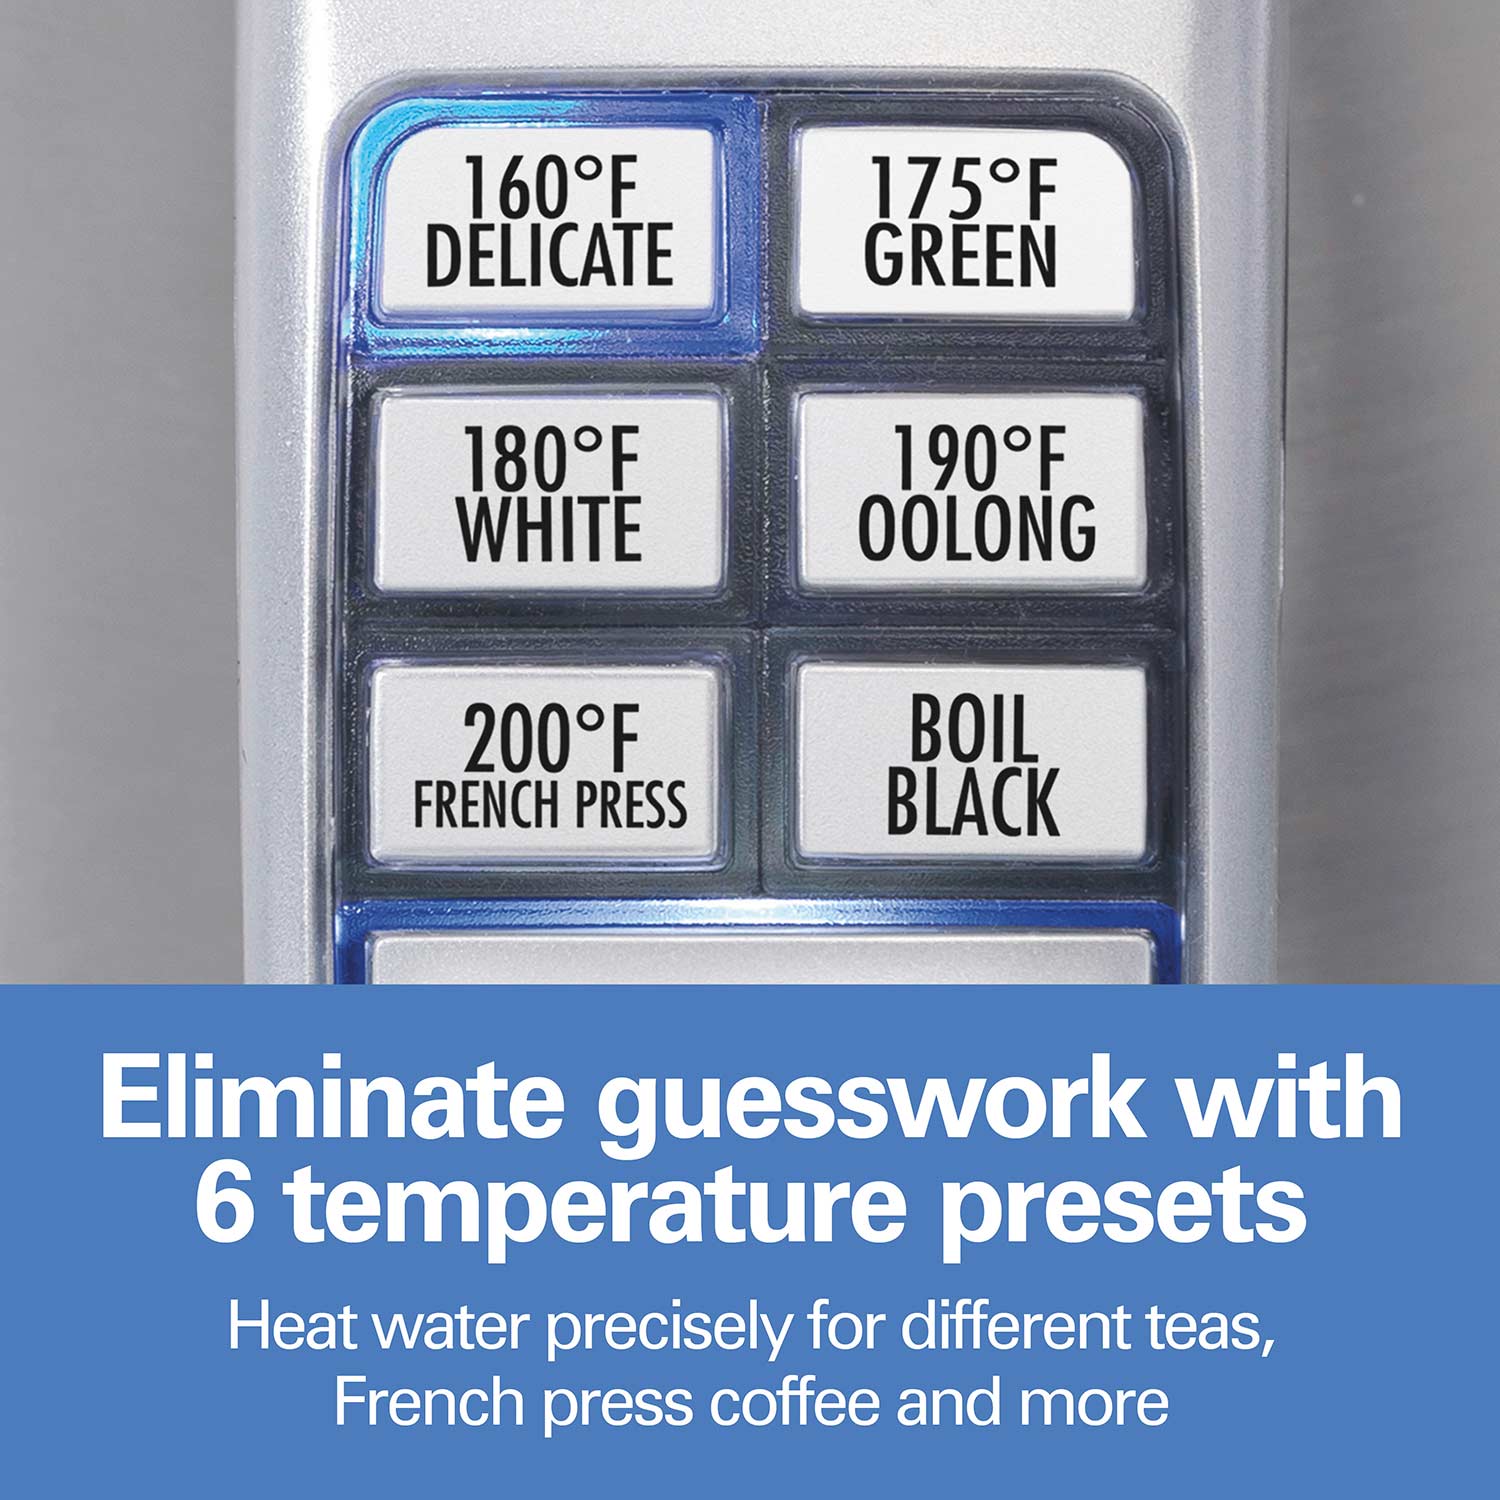 160°F
DELICATE
175°F
GREEN
180°F
WHITE
190°F
OOLONG
200°F
FRENCH PRESS
BOIL
BLACK
Eliminate guesswork with
6 temperature presets
Heat water precisely for different teas,
French press coffee and more